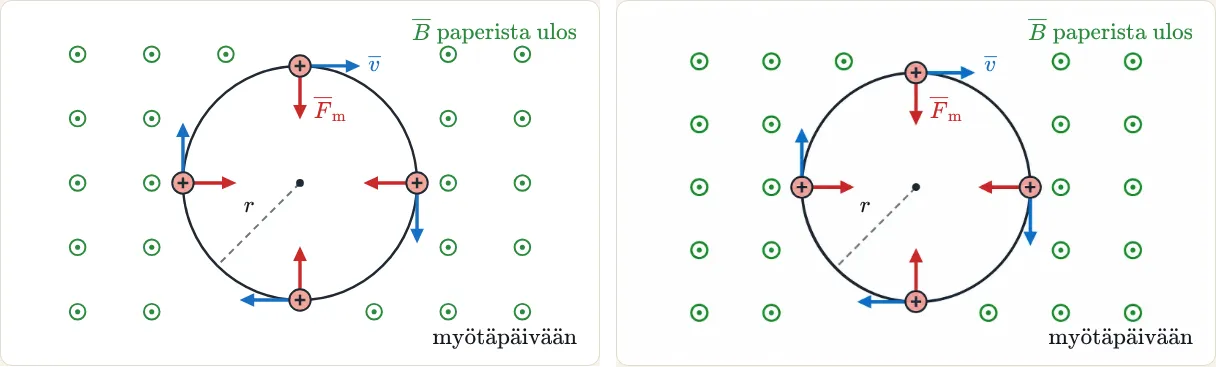 B̅ paperista ulos
v̅
F̅ₘ
r
myötäpäivään
B̅ paperista ulos
v̅
F̅ₘ
r
myötäpäivään